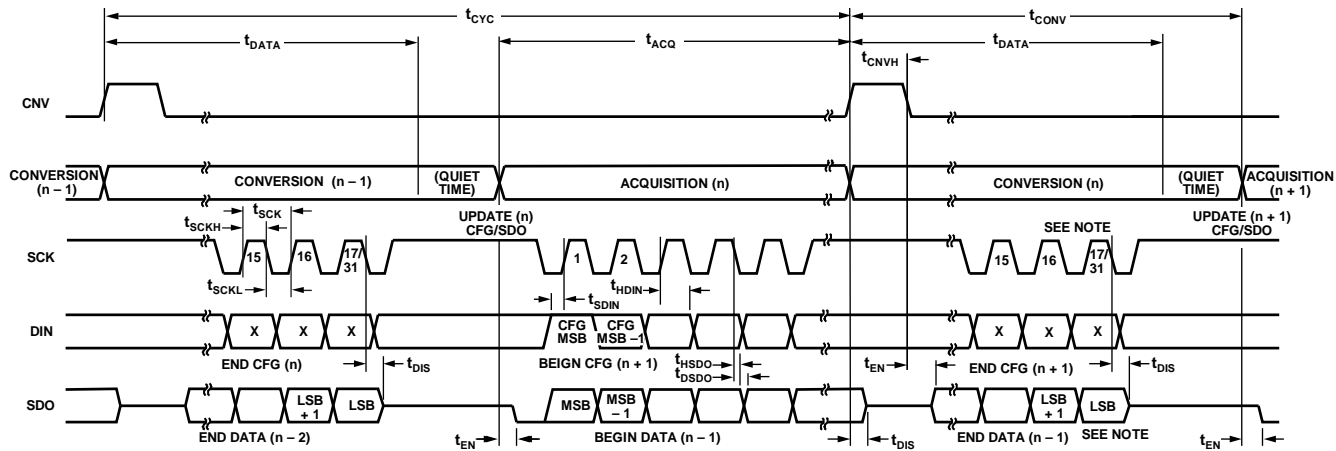 tCYC
tCONV
tDATA
tACQ
tDATA
tCNVH
CNV
CONVERSION (n – 1)
CONVERSION (n – 1)
(QUIET TIME)
ACQUISITION (n)
CONVERSION (n)
(QUIET TIME)
ACQUISITION (n + 1)
tSCK
tSCKH
UPDATE (n) CFG/SDO
SEE NOTE
UPDATE (n + 1) CFG/SDO
SCK
15
16
17/31
1
2
15
16
17/31
tSCKL
tHDIN
tSDIN
DIN
X
X
X
CFG MSB
CFG MSB –1
X
X
X
END CFG (n)
tDIS
BEIGN CFG (n + 1)
tHSDO
tDSDO
tEN
END CFG (n + 1)
tDIS
SDO
LSB + 1
LSB
MSB
MSB –1
LSB + 1
LSB
END DATA (n – 2)
tEN
BEGIN DATA (n – 1)
tDIS
END DATA (n – 1)
SEE NOTE
tEN